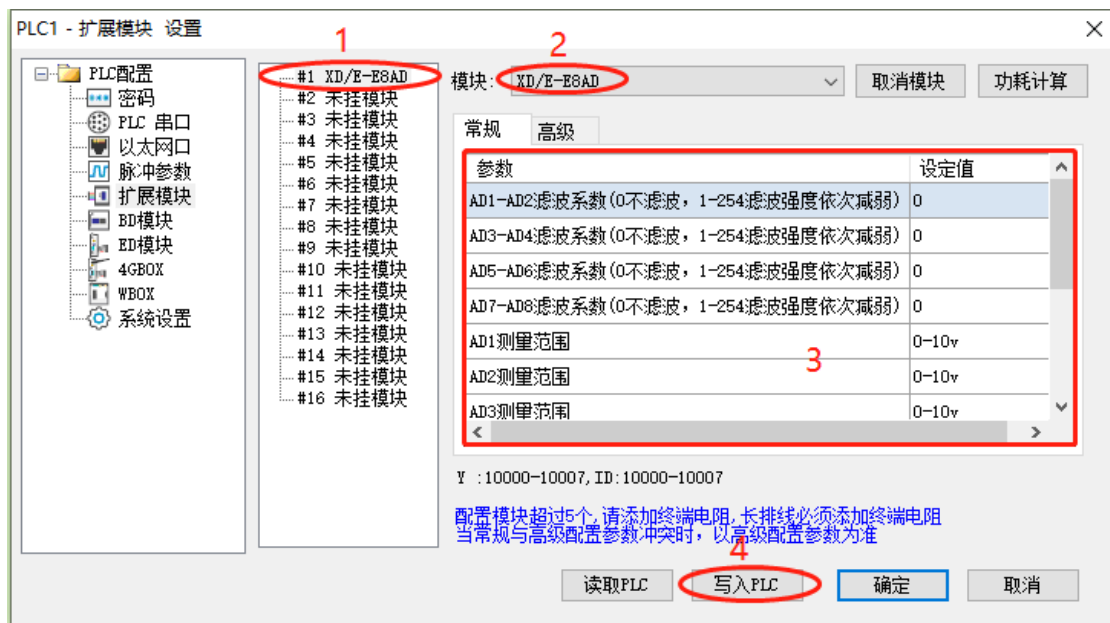 PLC1 - 扩展模块 设置
1
2
PLC配置
密码
PLC 串口
以太网口
脉冲参数
扩展模块
BD模块
ED模块
4GBOX
WBOX
系统设置
#1 XD/E-E8AD
#2 未挂模块
#3 未挂模块
#4 未挂模块
#5 未挂模块
#6 未挂模块
#7 未挂模块
#8 未挂模块
#9 未挂模块
#10 未挂模块
#11 未挂模块
#12 未挂模块
#13 未挂模块
#14 未挂模块
#15 未挂模块
#16 未挂模块
模块: XD/E-E8AD 取消模块 功耗计算
常规 高级
参数 设定值
AD1-AD2滤波系数(0不滤波，1-254滤波强度依次减弱) 0
AD3-AD4滤波系数(0不滤波，1-254滤波强度依次减弱) 0
AD5-AD6滤波系数(0不滤波，1-254滤波强度依次减弱) 0
AD7-AD8滤波系数(0不滤波，1-254滤波强度依次减弱) 0
AD1测量范围 0-10v
3
AD2测量范围 0-10v
AD3测量范围 0-10v
Y :10000-10007,ID:10000-10007
配置模块超过5个,请添加终端电阻,长排线必须添加终端电阻
当常规与高级配置参数冲突时，以高级配置参数为准
4
读取PLC 写入PLC 确定 取消